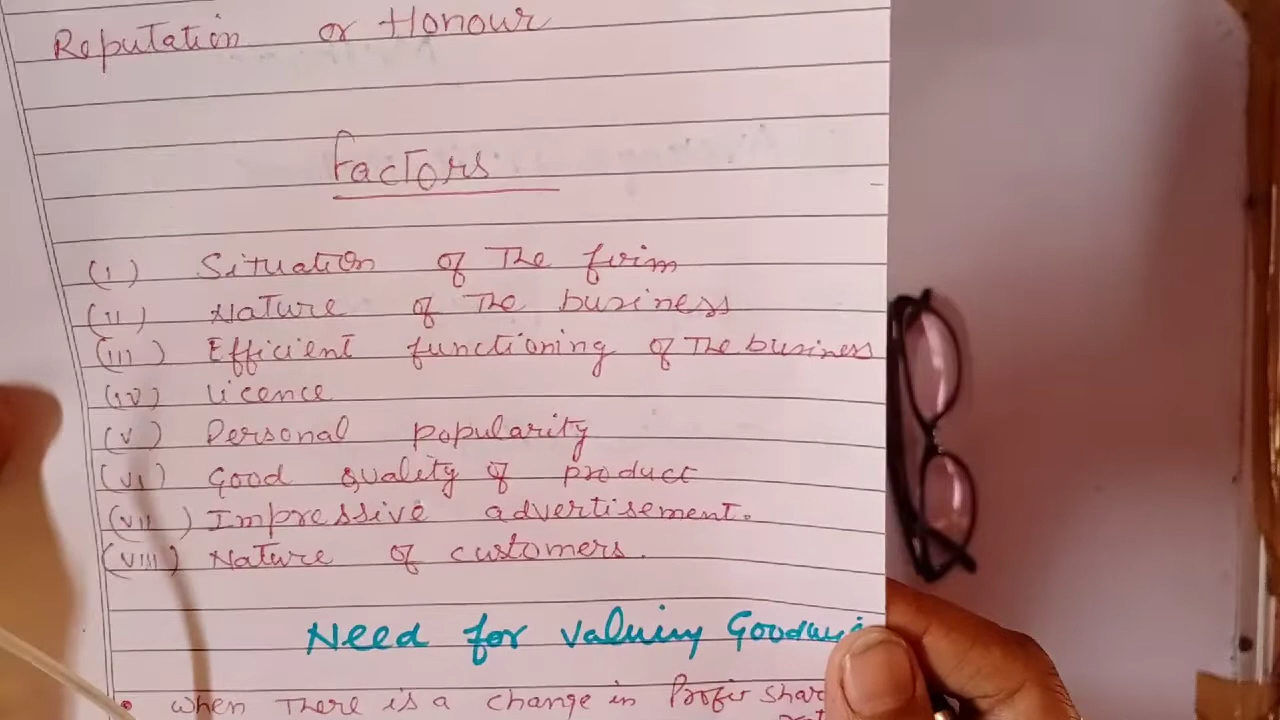 Reputation or Honour
Factors
(i) Situation of The firm
(ii) Nature of The business
(iii) Efficient functioning of The business
(iv) Licence
(v) Personal popularity
(vi) Good quality of product
(vii) Impressive advertisement.
(viii) Nature of customers.
Need for Valuing
• When There is a change in Profit